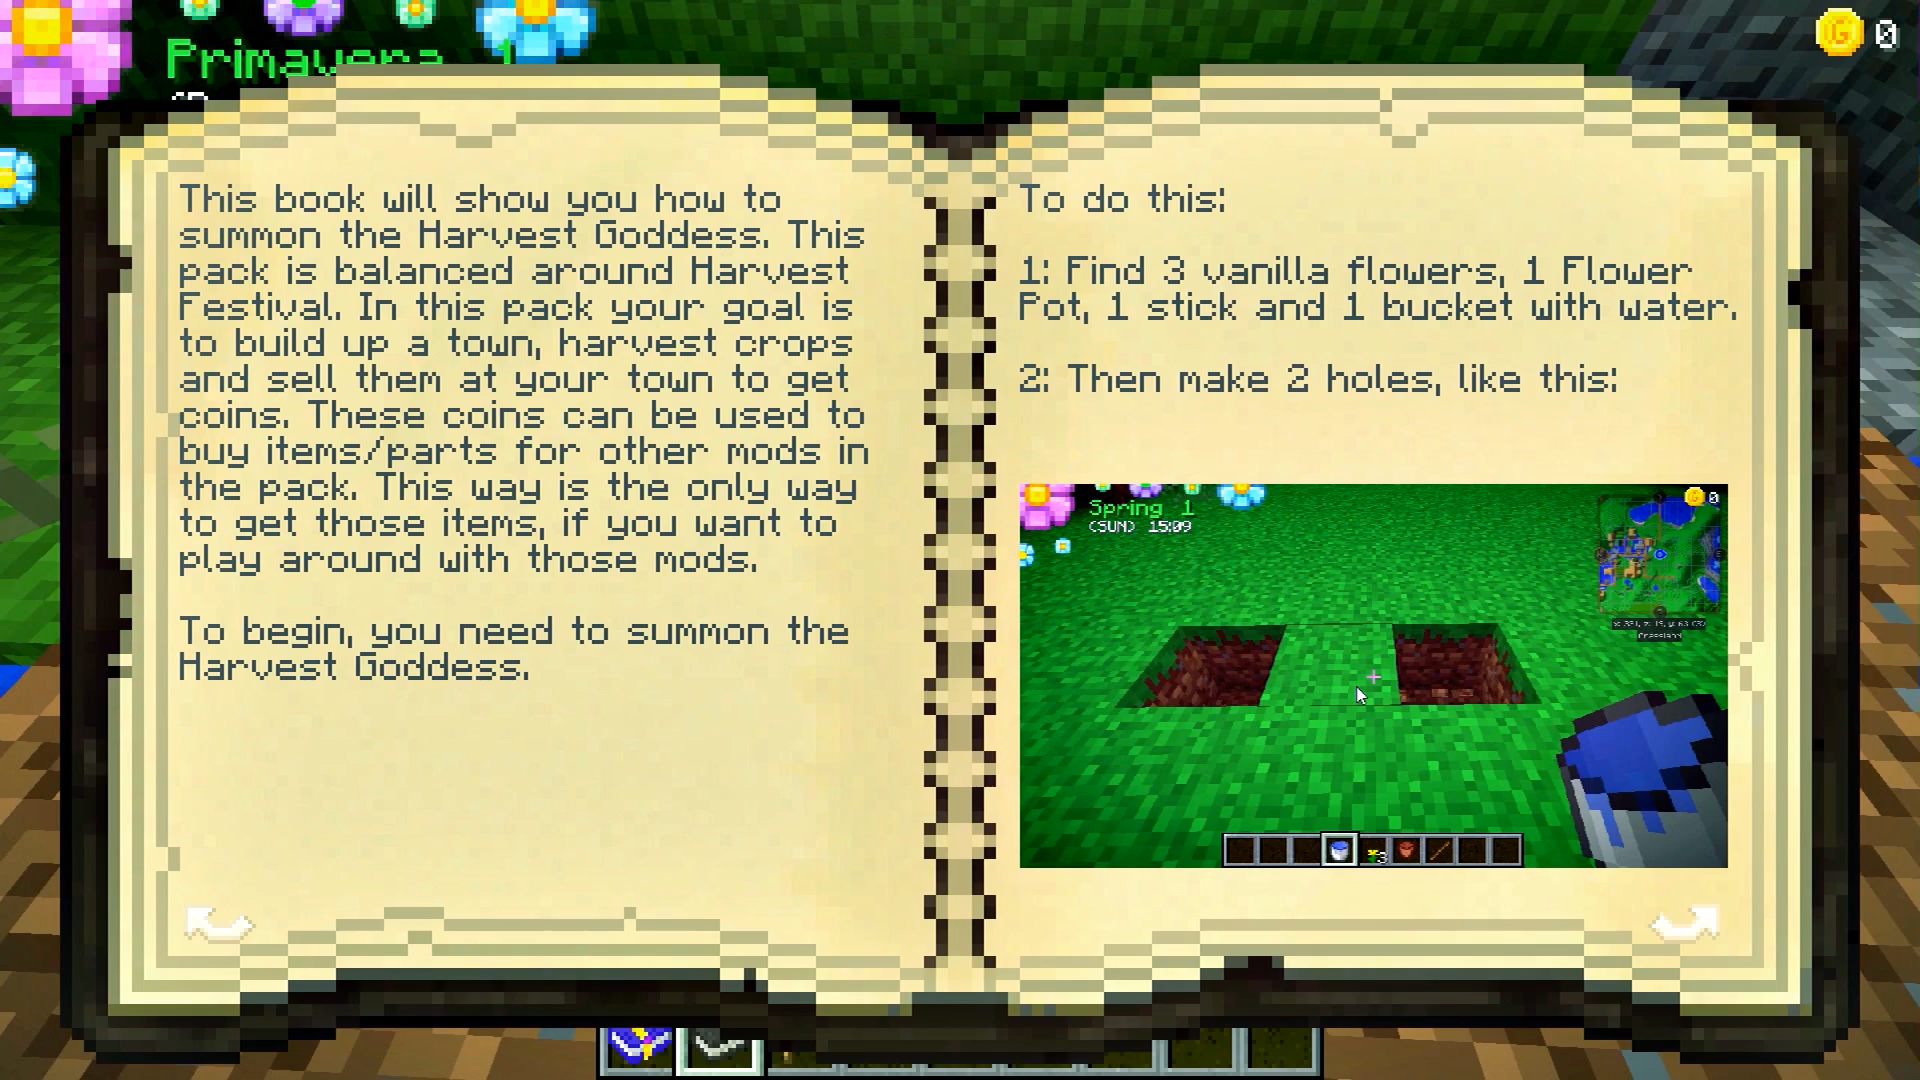 Primavera 1
0
This book will show you how to
summon the Harvest Goddess. This
pack is balanced around Harvest
Festival. In this pack your goal is
to build up a town, harvest crops
and sell them at your town to get
coins. These coins can be used to
buy items/parts for other mods in
the pack. This way is the only way
to get those items, if you want to
play around with those mods.
To begin, you need to summon the
Harvest Goddess.
To do this:
1: Find 3 vanilla flowers, 1 Flower
Pot, 1 stick and 1 bucket with water.
2: Then make 2 holes, like this:
Spring 1
(SUN) 15:09
0
3